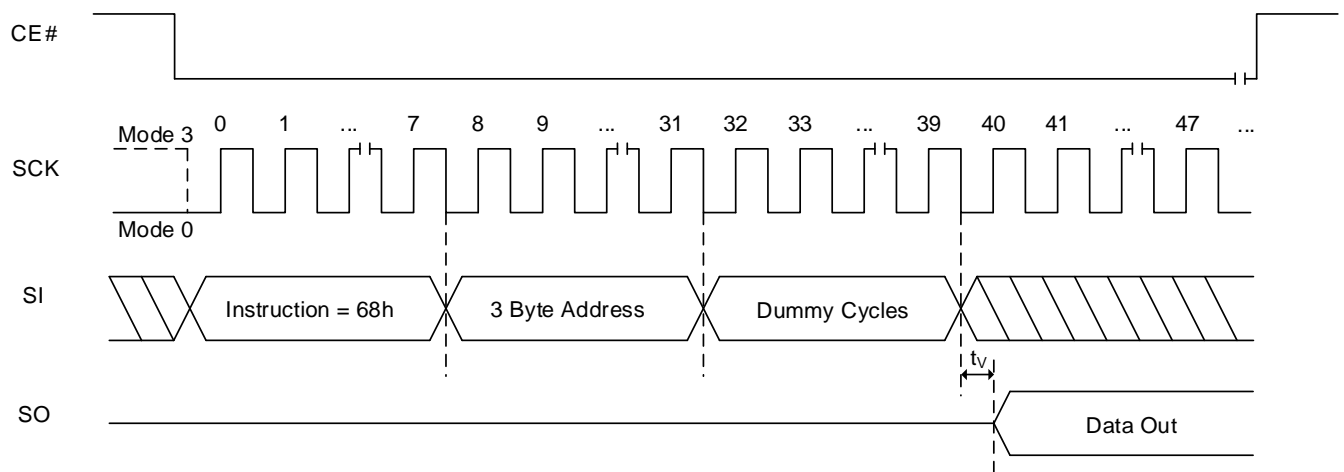 CE#
0 1 ... 7 8 9 ... 31 32 33 ... 39 40 41 ... 47 ...
Mode 3
SCK
Mode 0
SI
Instruction = 68h 3 Byte Address Dummy Cycles
tV
SO
Data Out